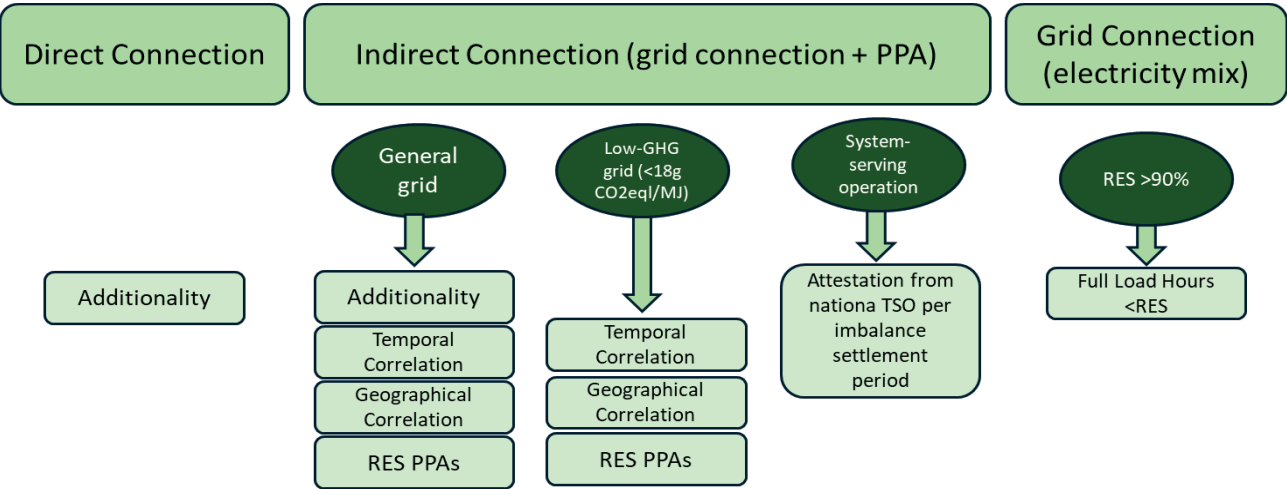 Direct Connection
Indirect Connection (grid connection + PPA)
Grid Connection
(electricity mix)
General
grid
Low-GHG
grid (<18g
CO2eql/MJ)
System-
serving
operation
RES >90%
Additionality
Additionality
Temporal
Correlation
Geographical
Correlation
RES PPAs
Temporal
Correlation
Geographical
Correlation
RES PPAs
Attestation from
nationa TSO per
imbalance
settlement
period
Full Load Hours
<RES